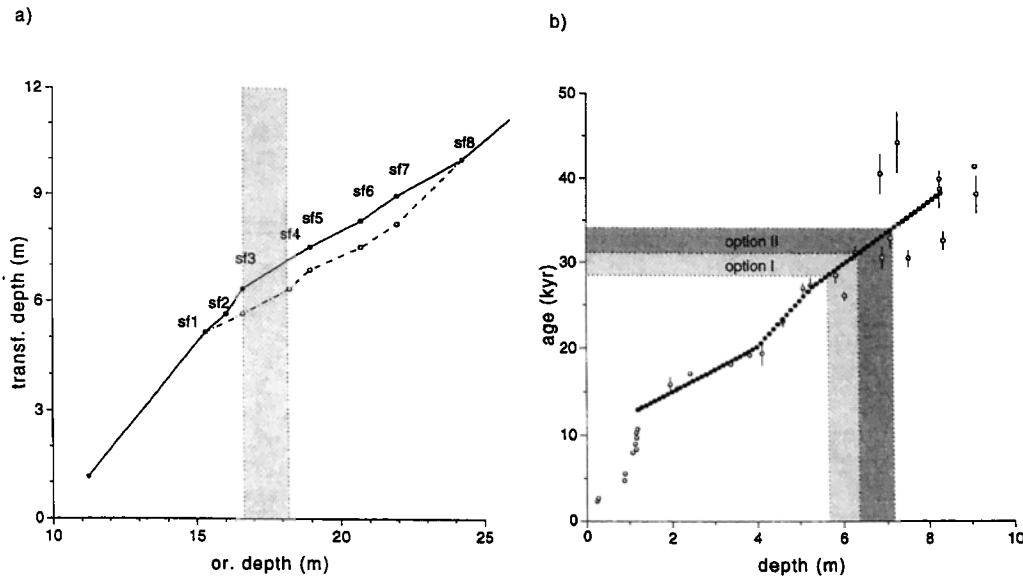 a)
transf. depth (m)
12
9
6
3
0
sf1
sf2
sf3
sf4
sf5
sf6
sf7
sf8
10
15
20
25
or. depth (m)
b)
age (kyr)
50
40
30
20
10
0
option II
option I
0
2
4
6
8
10
depth (m)